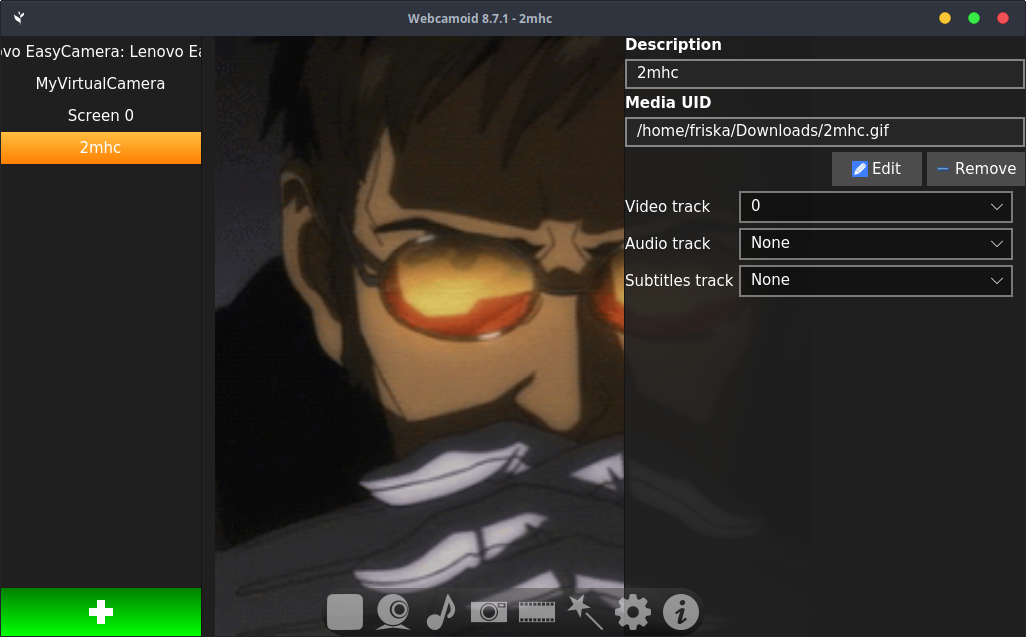 Webcamoid 8.7.1 - 2mhc
ovo EasyCamera: Lenovo Ea
MyVirtualCamera
Screen 0
2mhc
Description
2mhc
Media UID
/home/friska/Downloads/2mhc.gif
Edit
Remove
Video track
0
Audio track
None
Subtitles track
None